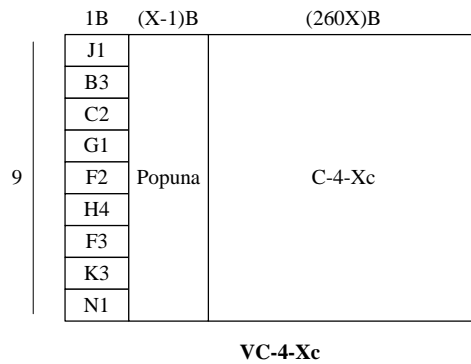 1B (X-1)B (260X)B
J1
B3
C2
G1
9 F2 Popuna C-4-Xc
H4
F3
K3
N1
VC-4-Xc